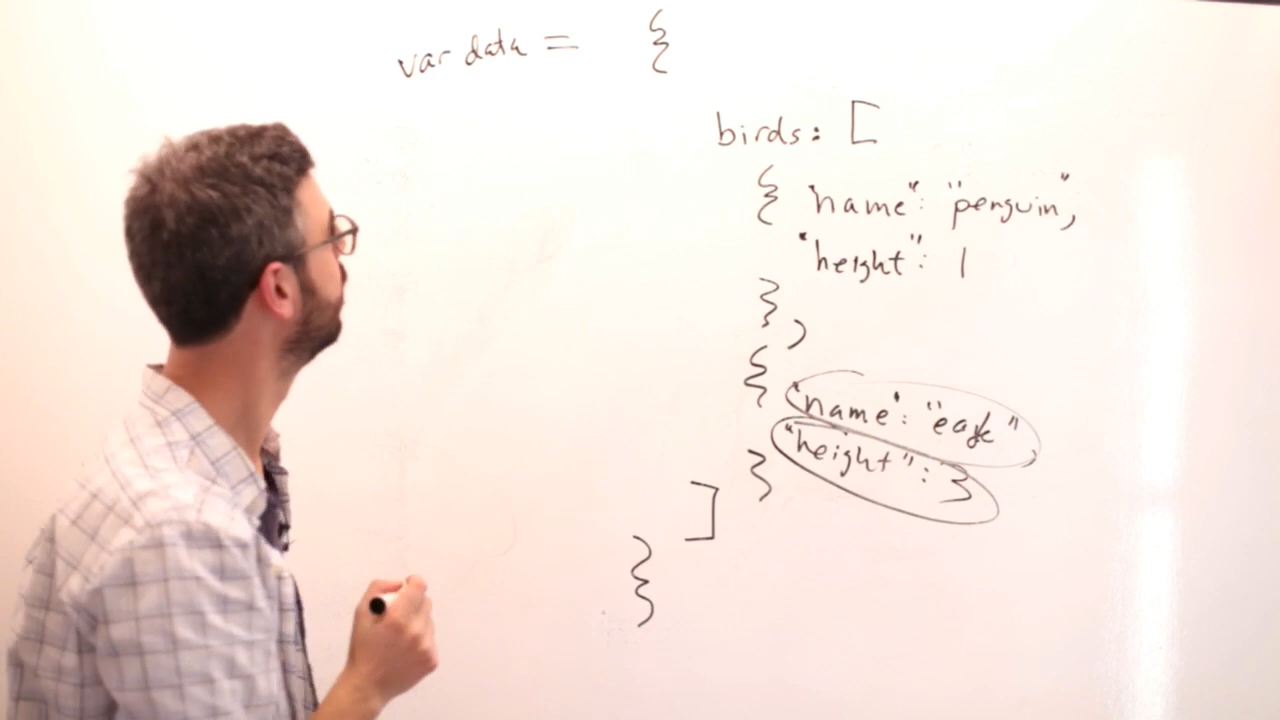 var data = {
birds: [
{ "name": "penguin",
"height": 1
},
{
"name": "eagle"
"height": 3
}
]
}